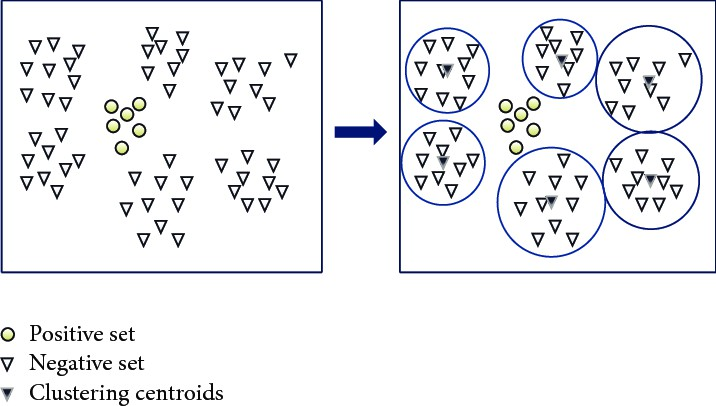 Positive set
Negative set
Clustering centroids